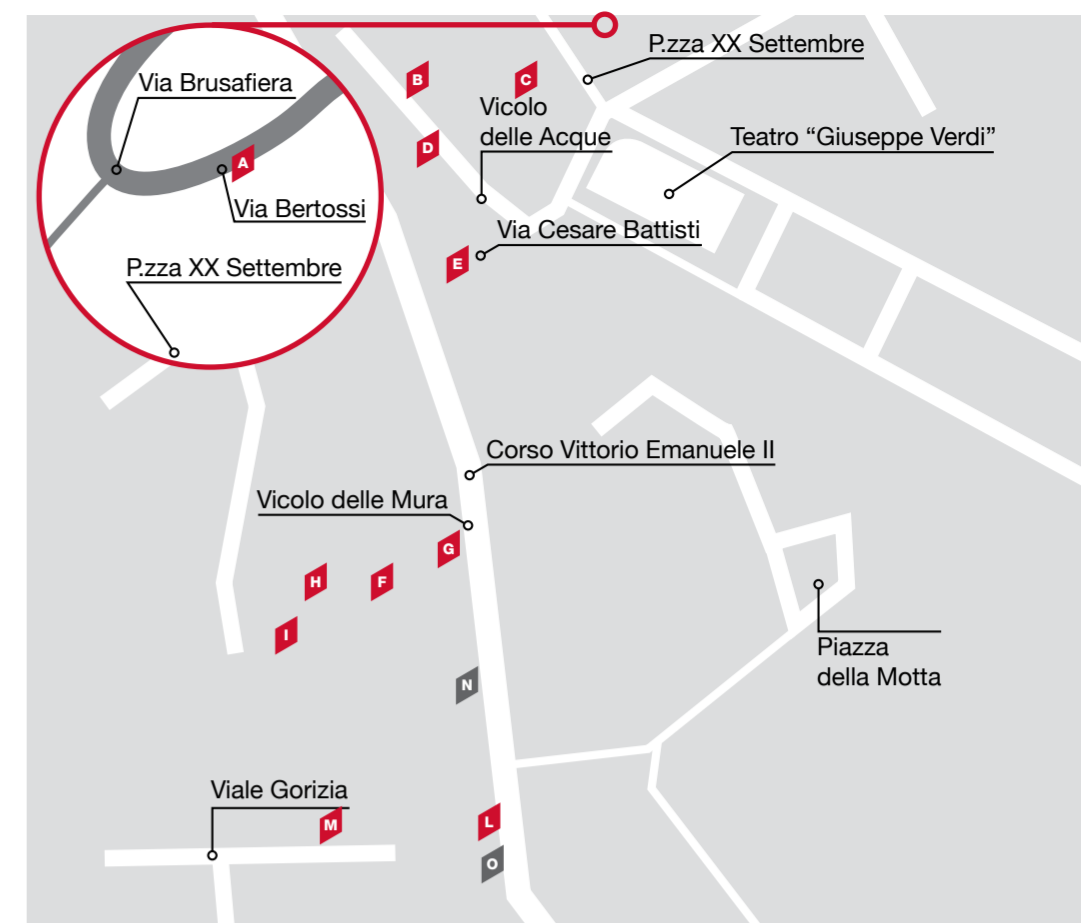 P.zza XX Settembre
Via Brusafiera
B
C
Vicolo
delle Acque
Teatro “Giuseppe Verdi”
D
A
Via Bertossi
Via Cesare Battisti
E
P.zza XX Settembre
Corso Vittorio Emanuele II
Vicolo delle Mura
G
H
F
I
Piazza
della Motta
N
Viale Gorizia
M
L
O